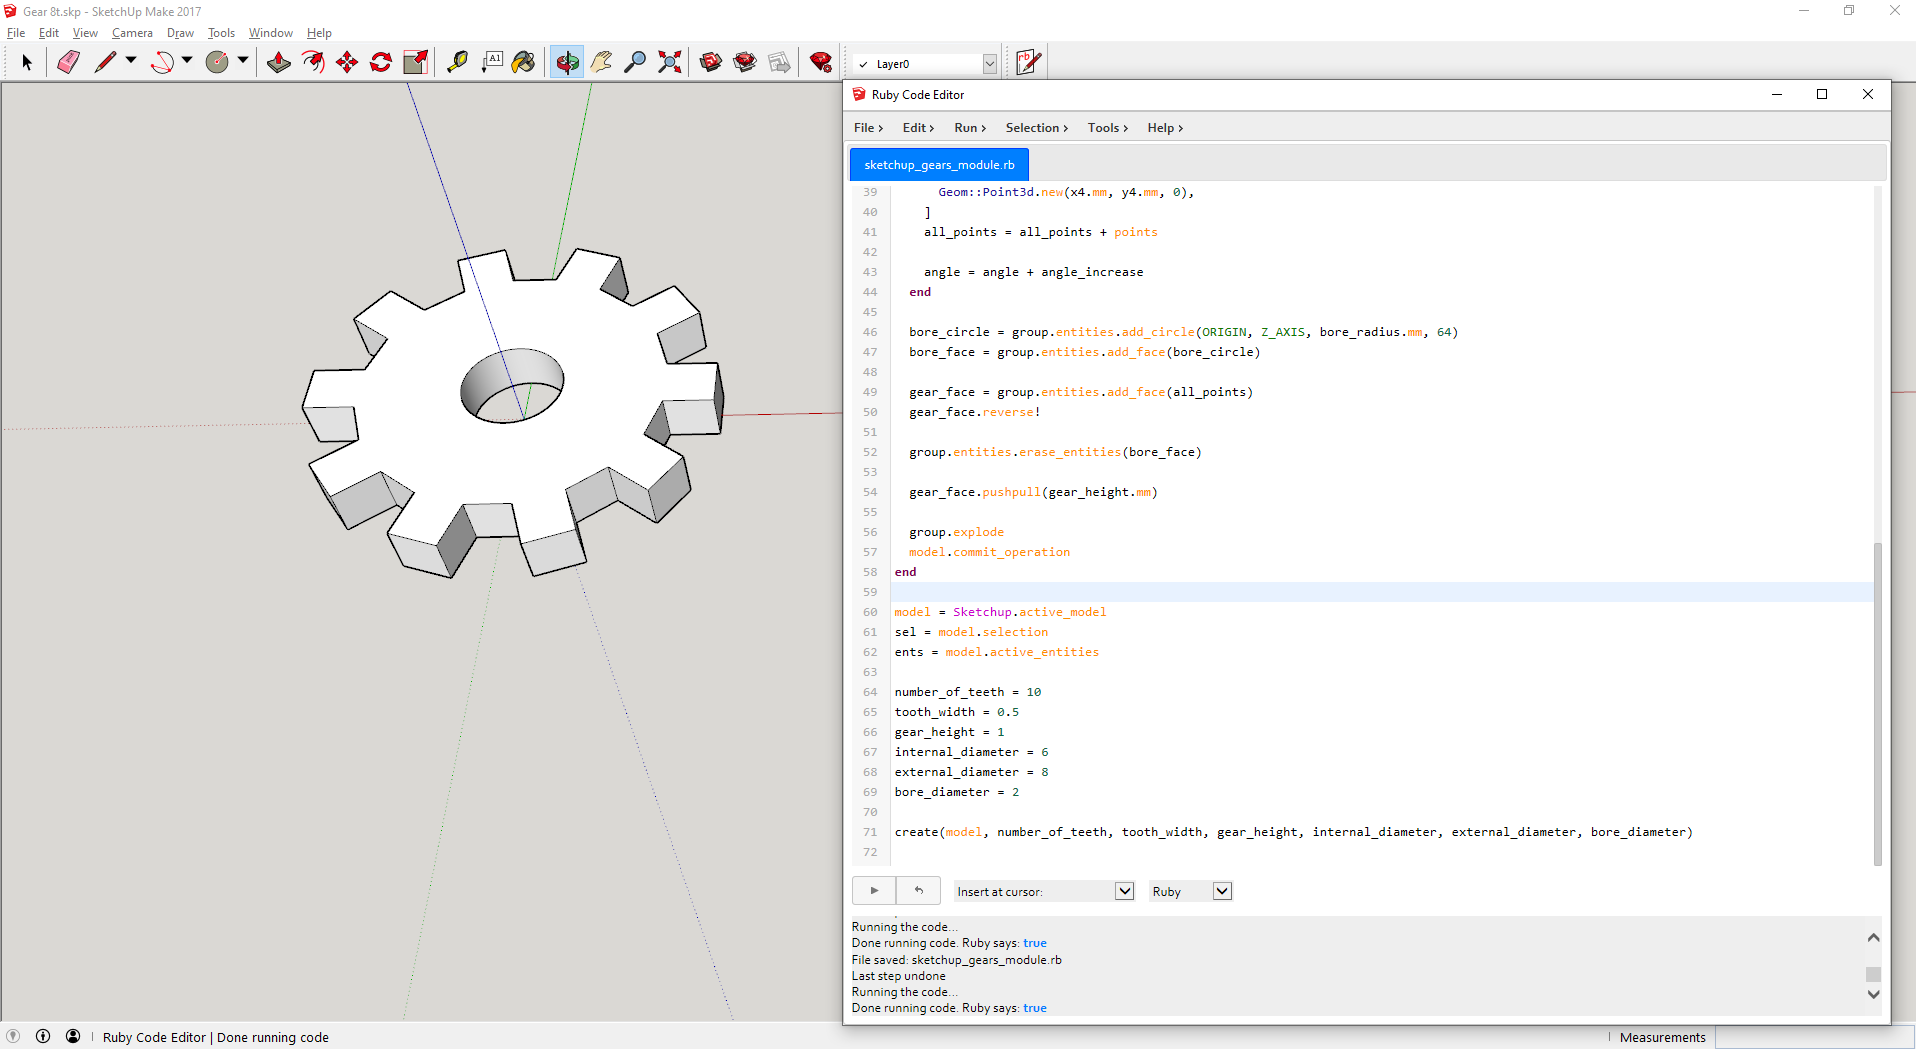 Gear 8t.skp - SketchUp Make 2017
File Edit View Camera Draw Tools Window Help
A1
Layer0
rb
Ruby Code Editor
File › Edit › Run › Selection › Tools › Help ›
sketchup_gears_module.rb
39 Geom::Point3d.new(x4.mm, y4.mm, 0),
40 ]
41 all_points = all_points + points
42
43 angle = angle + angle_increase
44 end
45
46 bore_circle = group.entities.add_circle(ORIGIN, Z_AXIS, bore_radius.mm, 64)
47 bore_face = group.entities.add_face(bore_circle)
48
49 gear_face = group.entities.add_face(all_points)
50 gear_face.reverse!
51
52 group.entities.erase_entities(bore_face)
53
54 gear_face.pushpull(gear_height.mm)
55
56 group.explode
57 model.commit_operation
58 end
59
60 model = Sketchup.active_model
61 sel = model.selection
62 ents = model.active_entities
63
64 number_of_teeth = 10
65 tooth_width = 0.5
66 gear_height = 1
67 internal_diameter = 6
68 external_diameter = 8
69 bore_diameter = 2
70
71 create(model, number_of_teeth, tooth_width, gear_height, internal_diameter, external_diameter, bore_diameter)
72
Insert at cursor: Ruby
Running the code...
Done running code. Ruby says: true
File saved: sketchup_gears_module.rb
Last step undone
Running the code...
Done running code. Ruby says: true
Ruby Code Editor | Done running code
Measurements